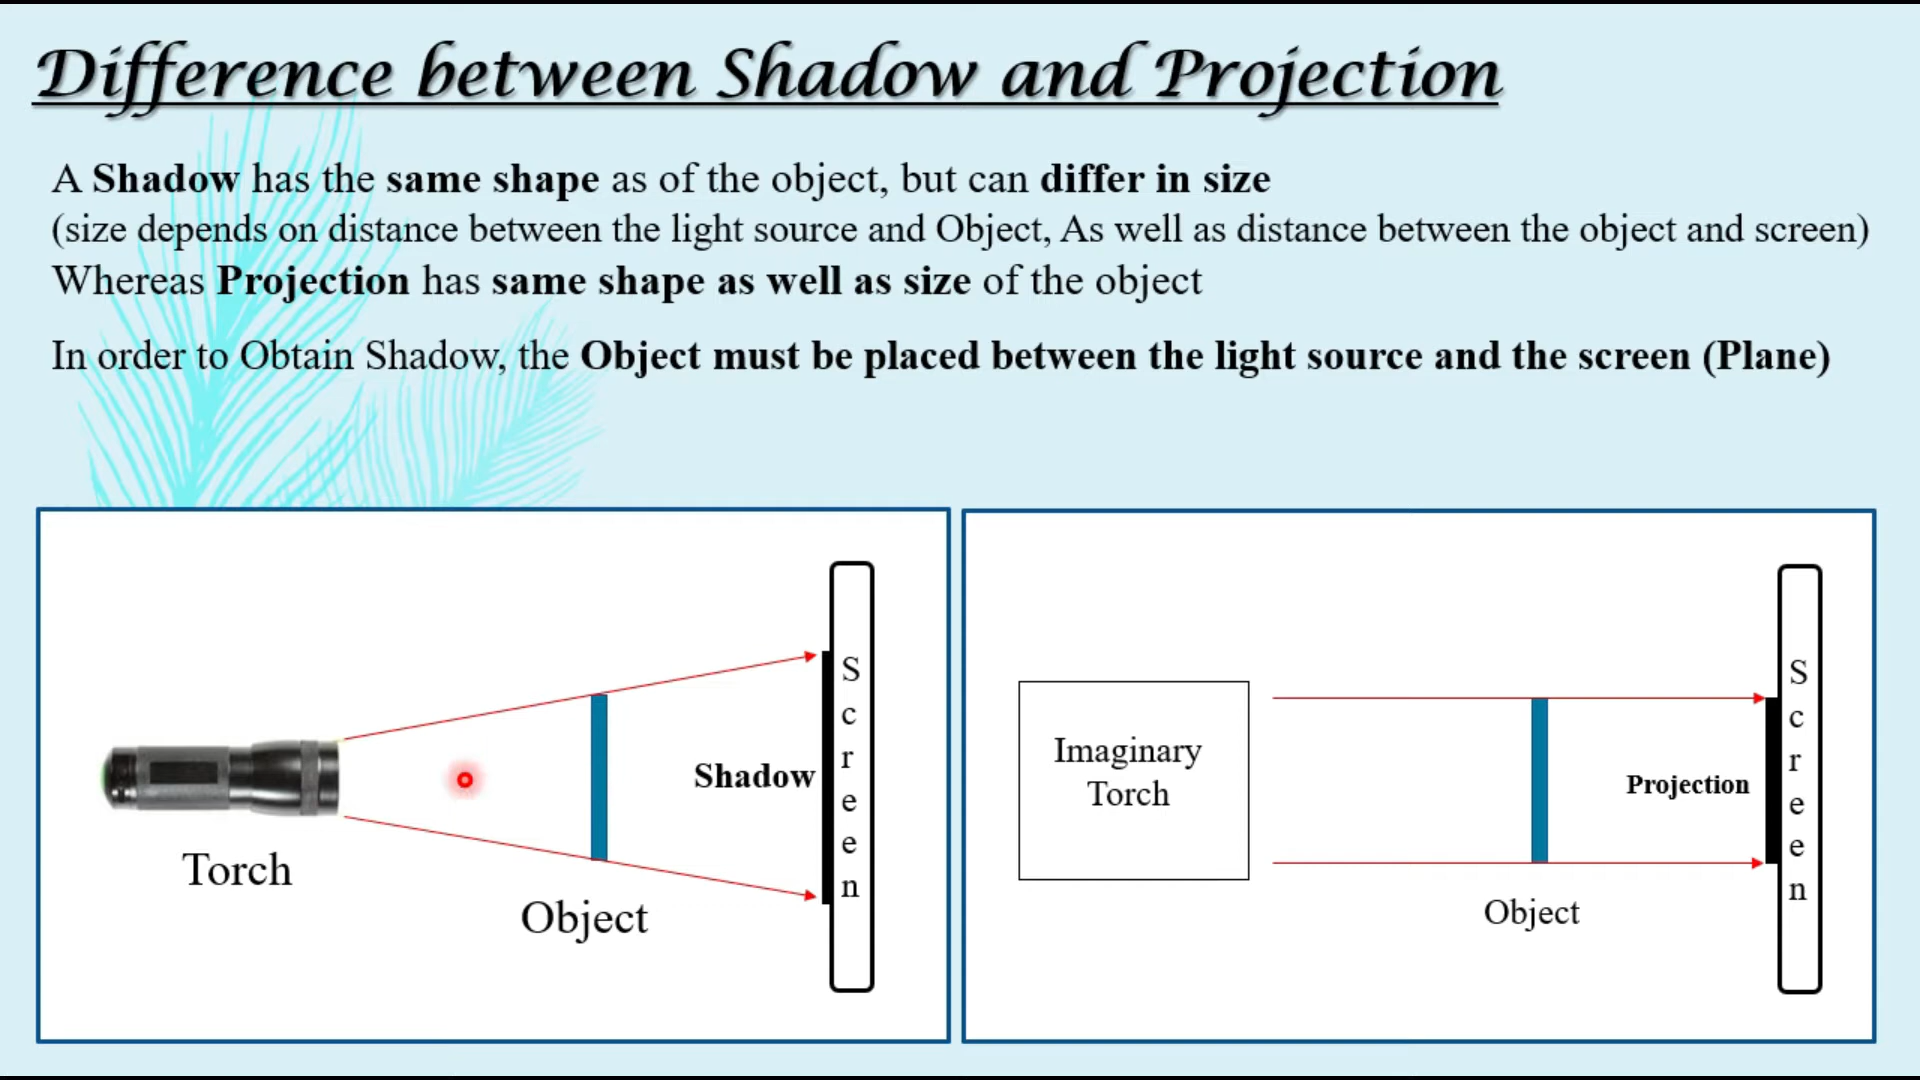 Difference between Shadow and Projection
A Shadow has the same shape as of the object, but can differ in size
(size depends on distance between the light source and Object, As well as distance between the object and screen)
Whereas Projection has same shape as well as size of the object
In order to Obtain Shadow, the Object must be placed between the light source and the screen (Plane)
Torch
Object
Shadow
Screen
Imaginary
Torch
Object
Projection
Screen